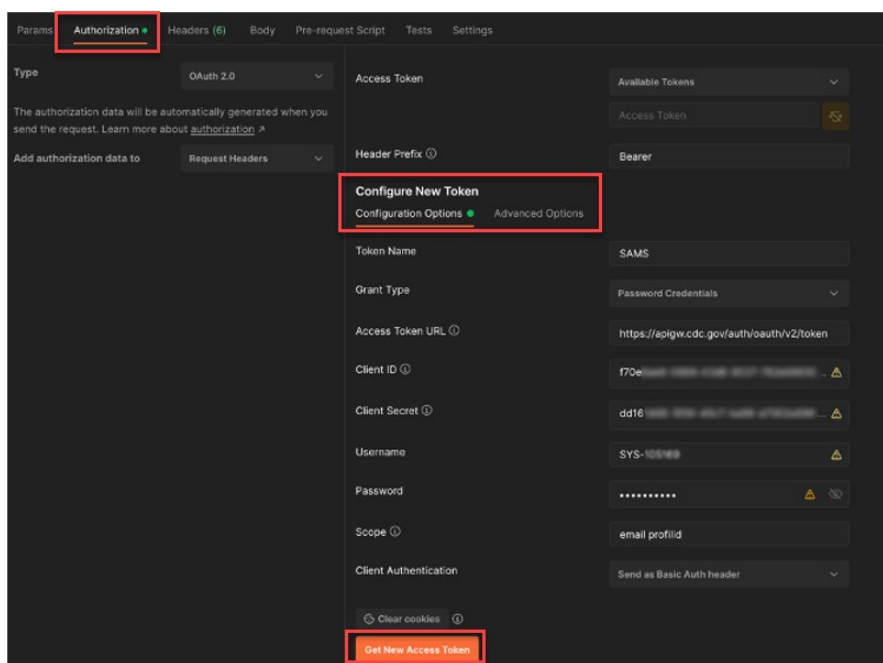 Params Authorization Headers (6) Body Pre-request Script Tests Settings
Type OAuth 2.0
The authorization data will be automatically generated when you
send the request. Learn more about authorization ↗
Add authorization data to Request Headers
Access Token Available Tokens
Access Token
Header Prefix Bearer
Configure New Token
Configuration Options Advanced Options
Token Name SAMS
Grant Type Password Credentials
Access Token URL https://apigw.cdc.gov/auth/oauth/v2/token
Client ID f70e
Client Secret dd16
Username SYS-
Password ••••••••••
Scope email profilid
Client Authentication Send as Basic Auth header
Clear cookies
Get New Access Token